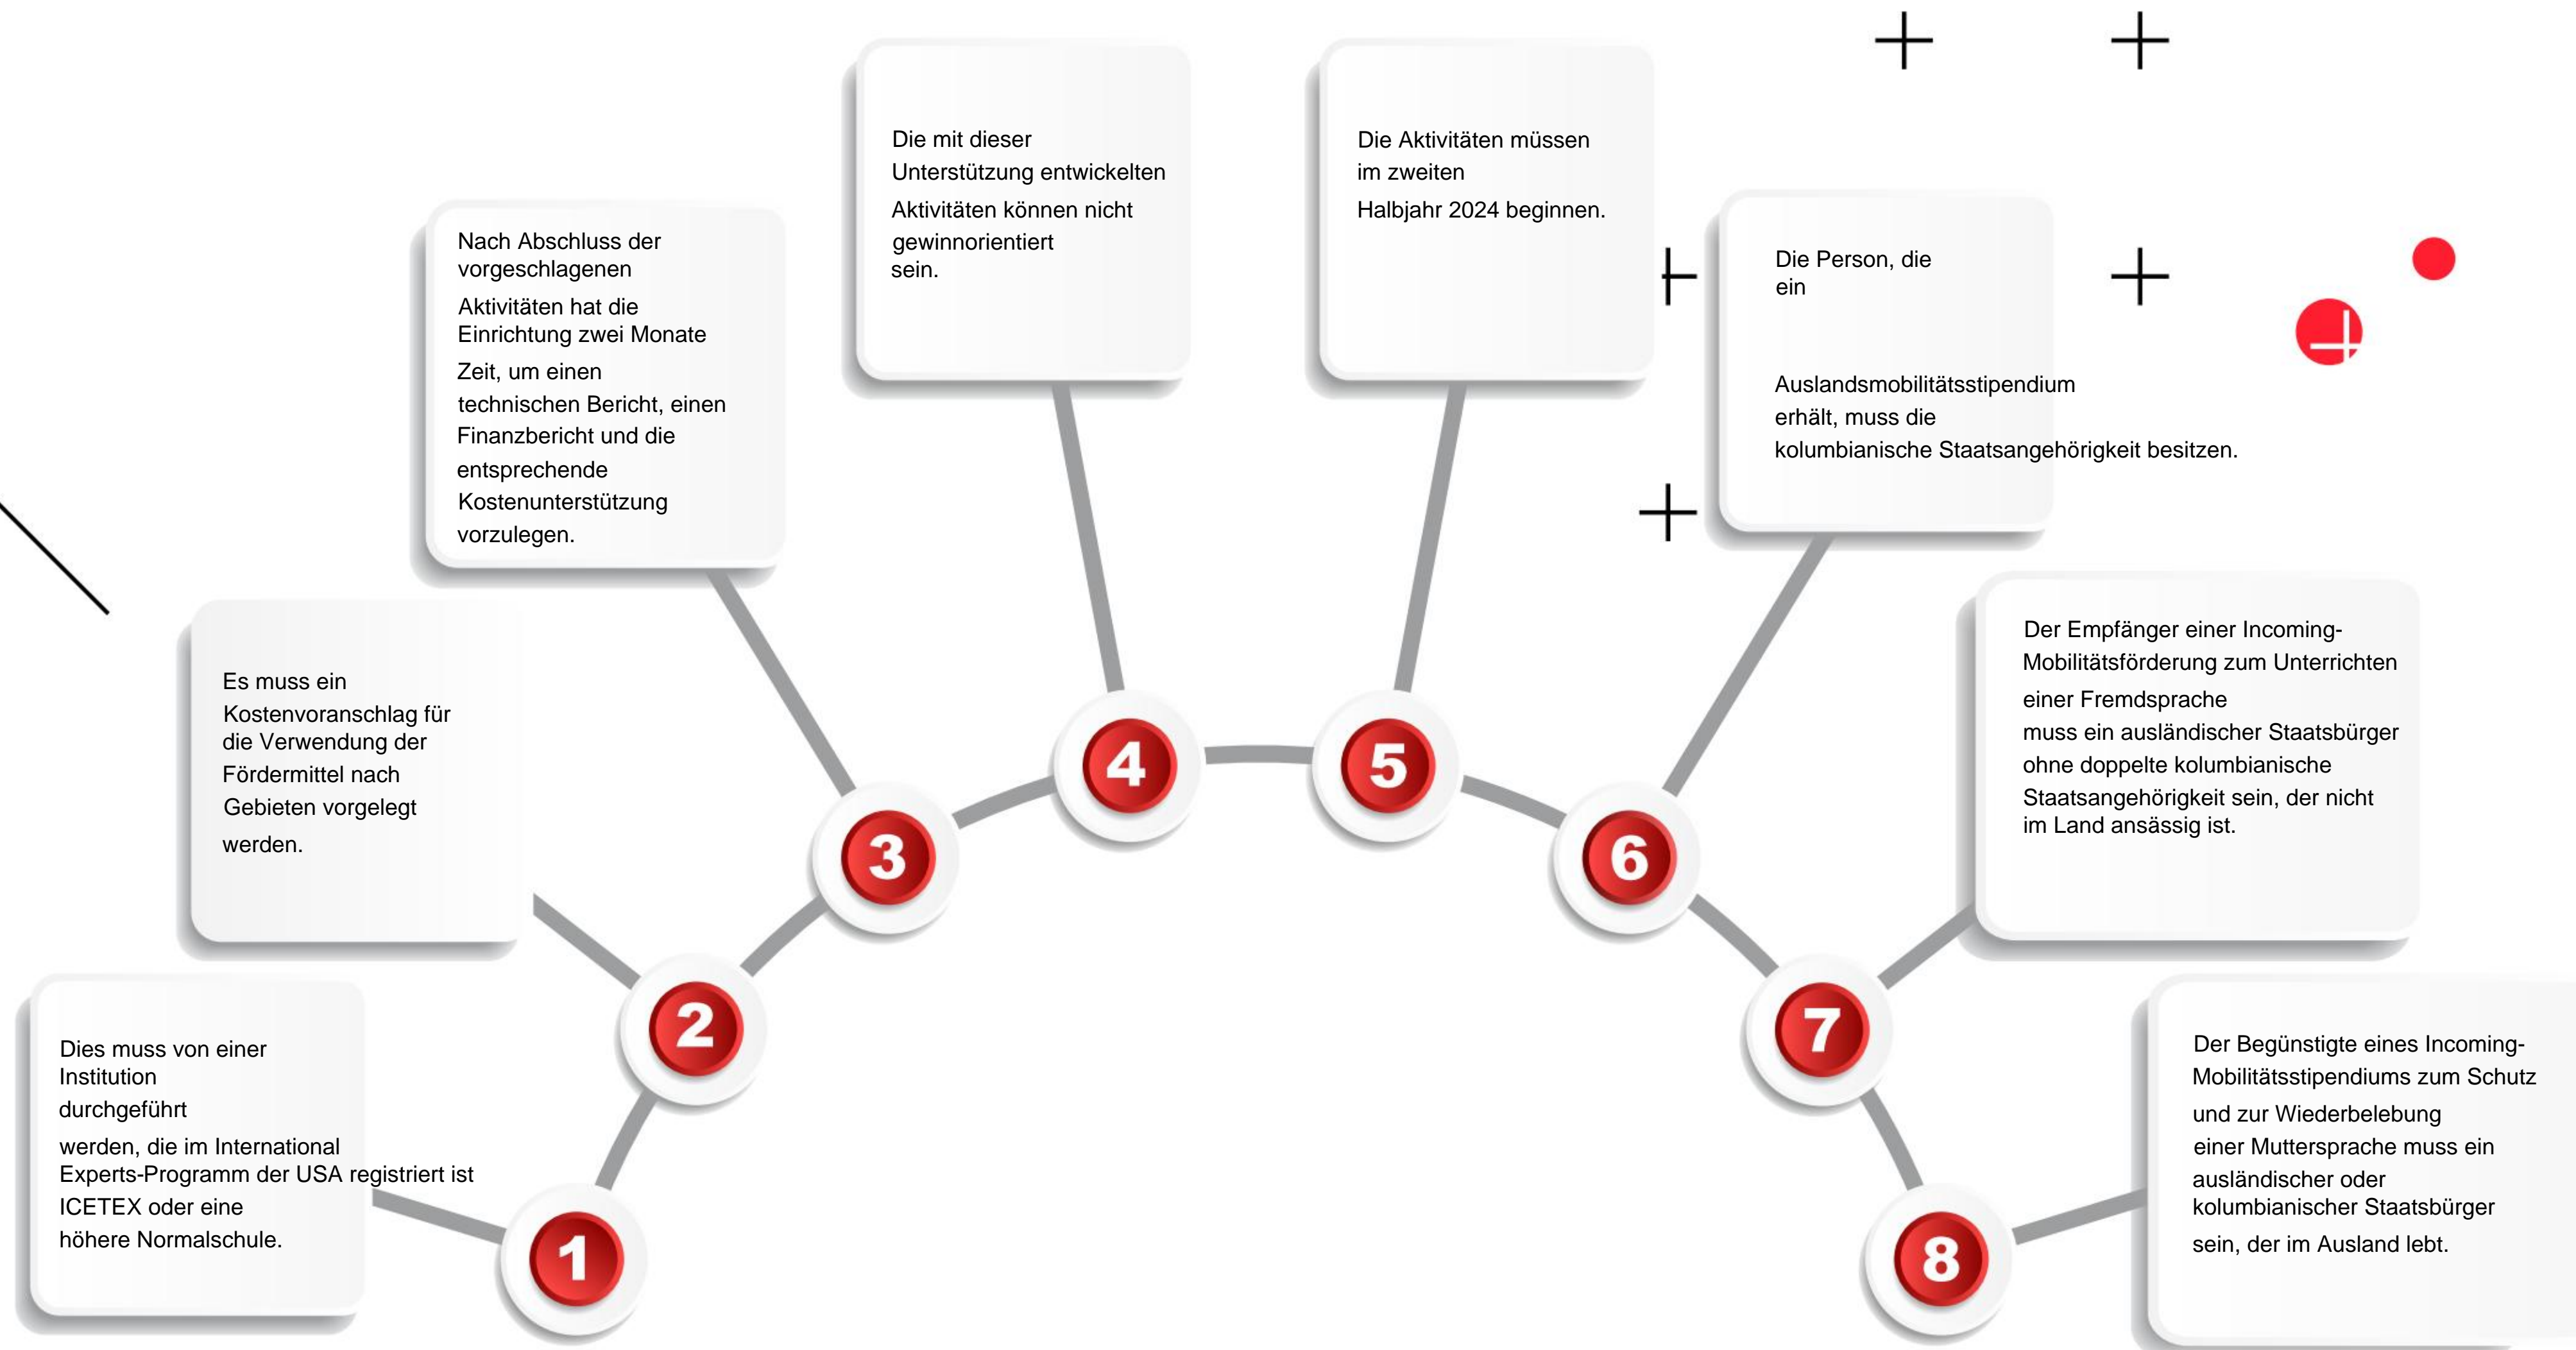 Dies muss von einer
Institution
durchgeführt
werden, die im International
Experts-Programm der USA registriert ist
ICETEX oder eine
höhere Normalschule.
1
Es muss ein
Kostenvoranschlag für
die Verwendung der
Fördermittel nach
Gebieten vorgelegt
werden.
2
Nach Abschluss der
vorgeschlagenen
Aktivitäten hat die
Einrichtung zwei Monate
Zeit, um einen
technischen Bericht, einen
Finanzbericht und die
entsprechende
Kostenunterstützung
vorzulegen.
3
Die mit dieser
Unterstützung entwickelten
Aktivitäten können nicht
gewinnorientiert
sein.
4
Die Aktivitäten müssen
im zweiten
Halbjahr 2024 beginnen.
5
Die Person, die
ein
Auslandsmobilitätsstipendium
erhält, muss die
kolumbianische Staatsangehörigkeit besitzen.
6
Der Empfänger einer Incoming-
Mobilitätsförderung zum Unterrichten
einer Fremdsprache
muss ein ausländischer Staatsbürger
ohne doppelte kolumbianische
Staatsangehörigkeit sein, der nicht
im Land ansässig ist.
7
Der Begünstigte eines Incoming-
Mobilitätsstipendiums zum Schutz
und zur Wiederbelebung
einer Muttersprache muss ein
ausländischer oder
kolumbianischer Staatsbürger
sein, der im Ausland lebt.
8